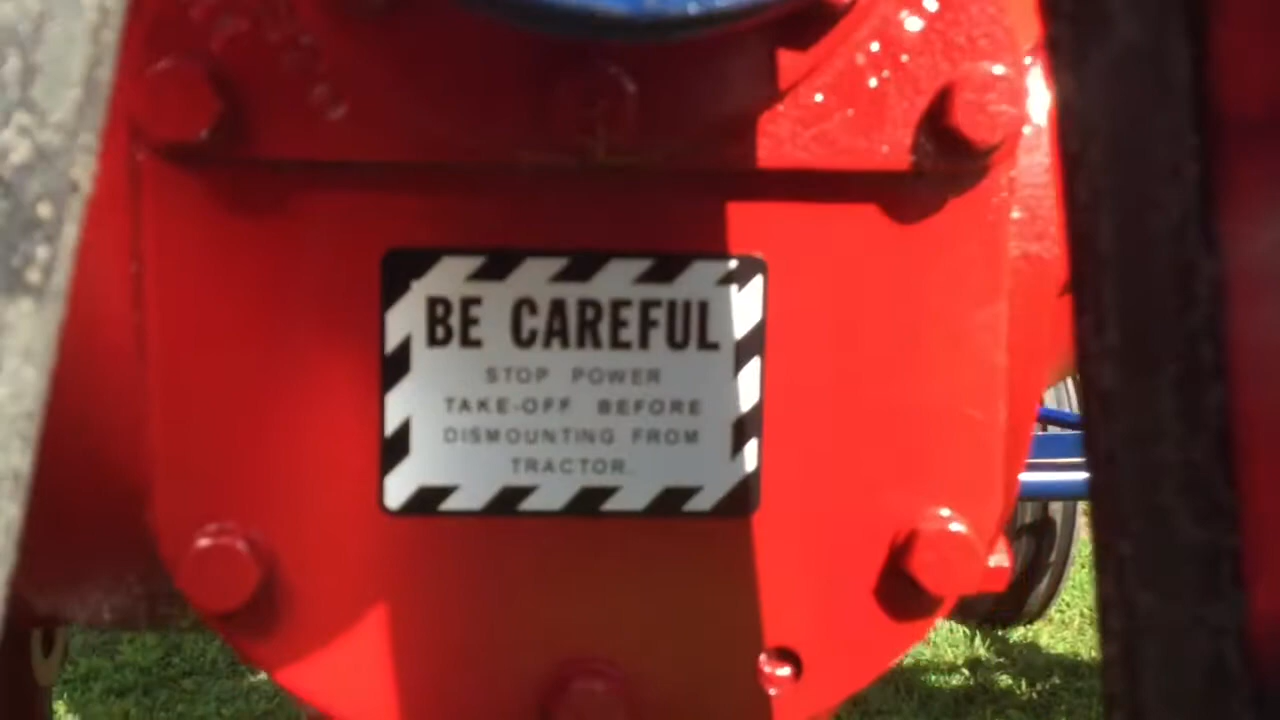 BE CAREFUL
STOP POWER
TAKE-OFF BEFORE
DISMOUNTING FROM
TRACTOR.